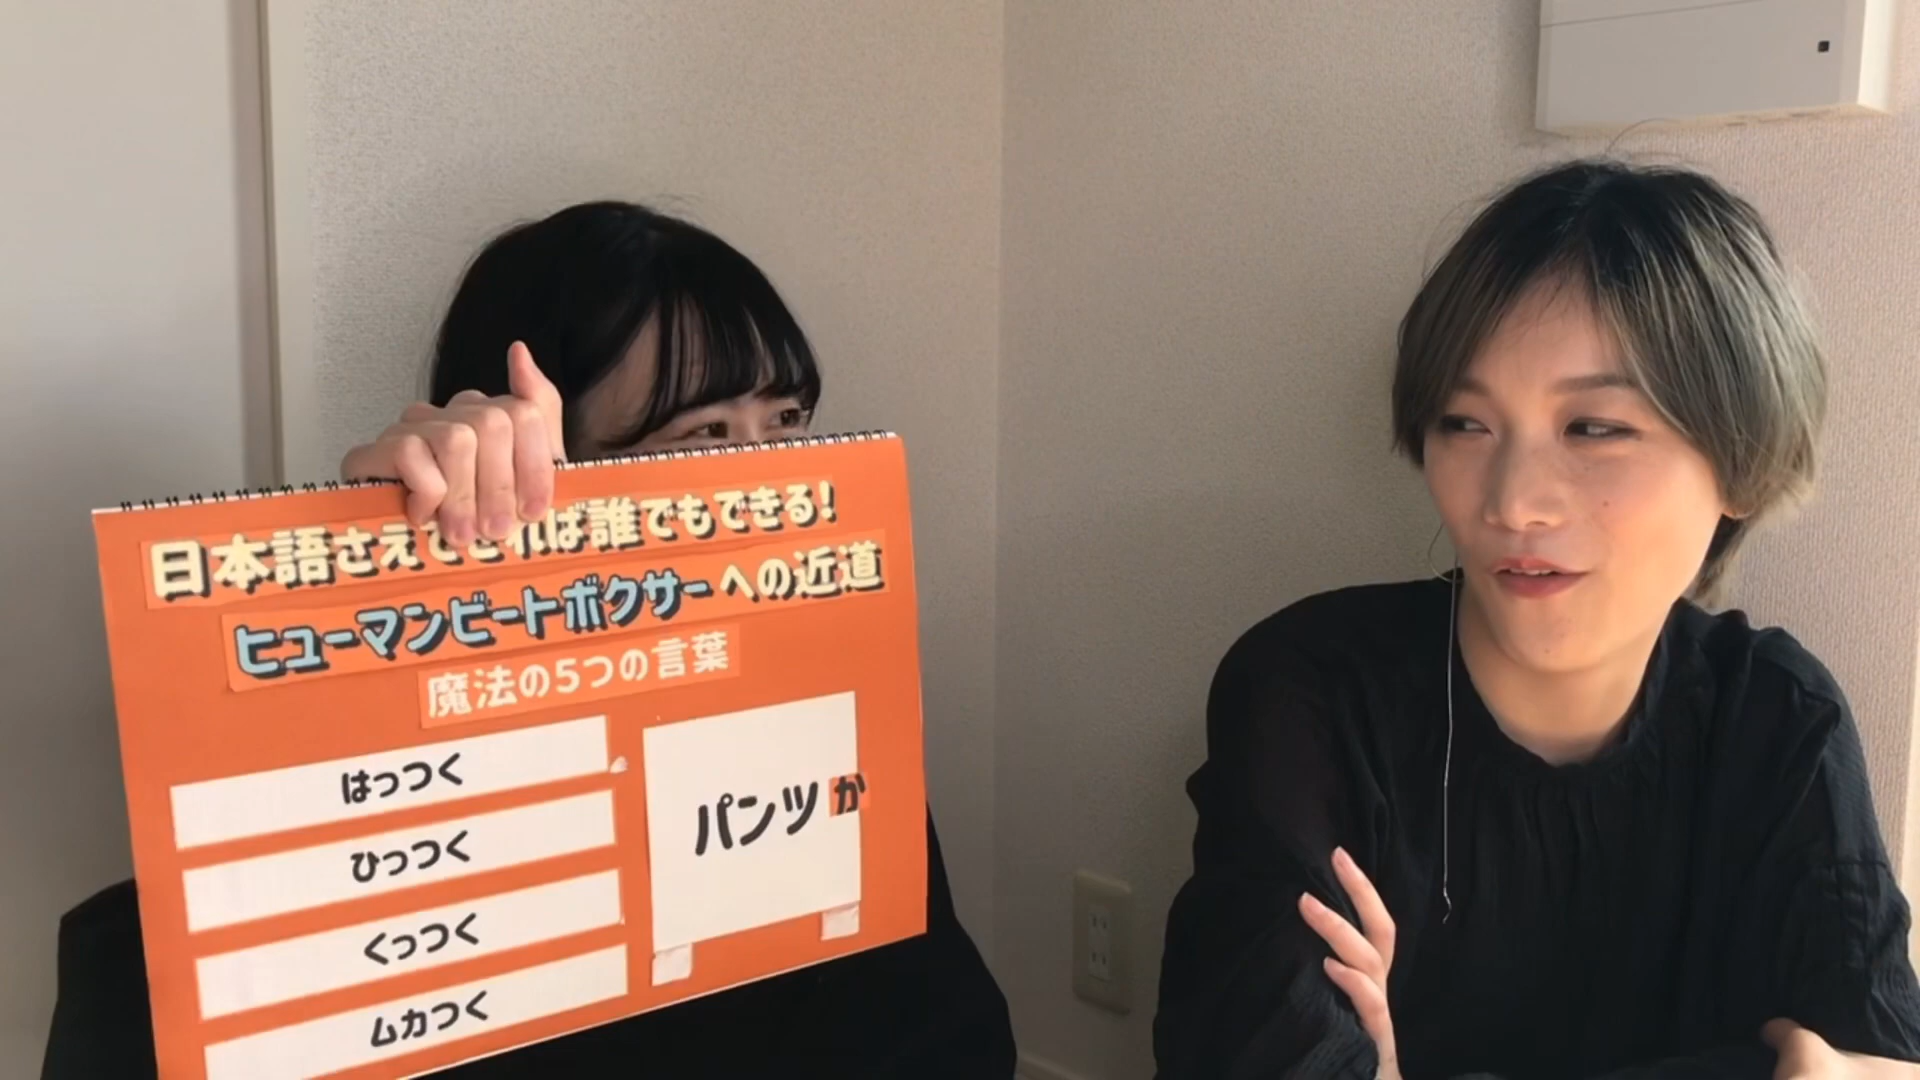 日本語さえできれば誰でもできる!
ヒューマンビートボクサーへの近道
魔法の5つの言葉
はっつく
ひっつく
くっつく
ムカつく
パンツか